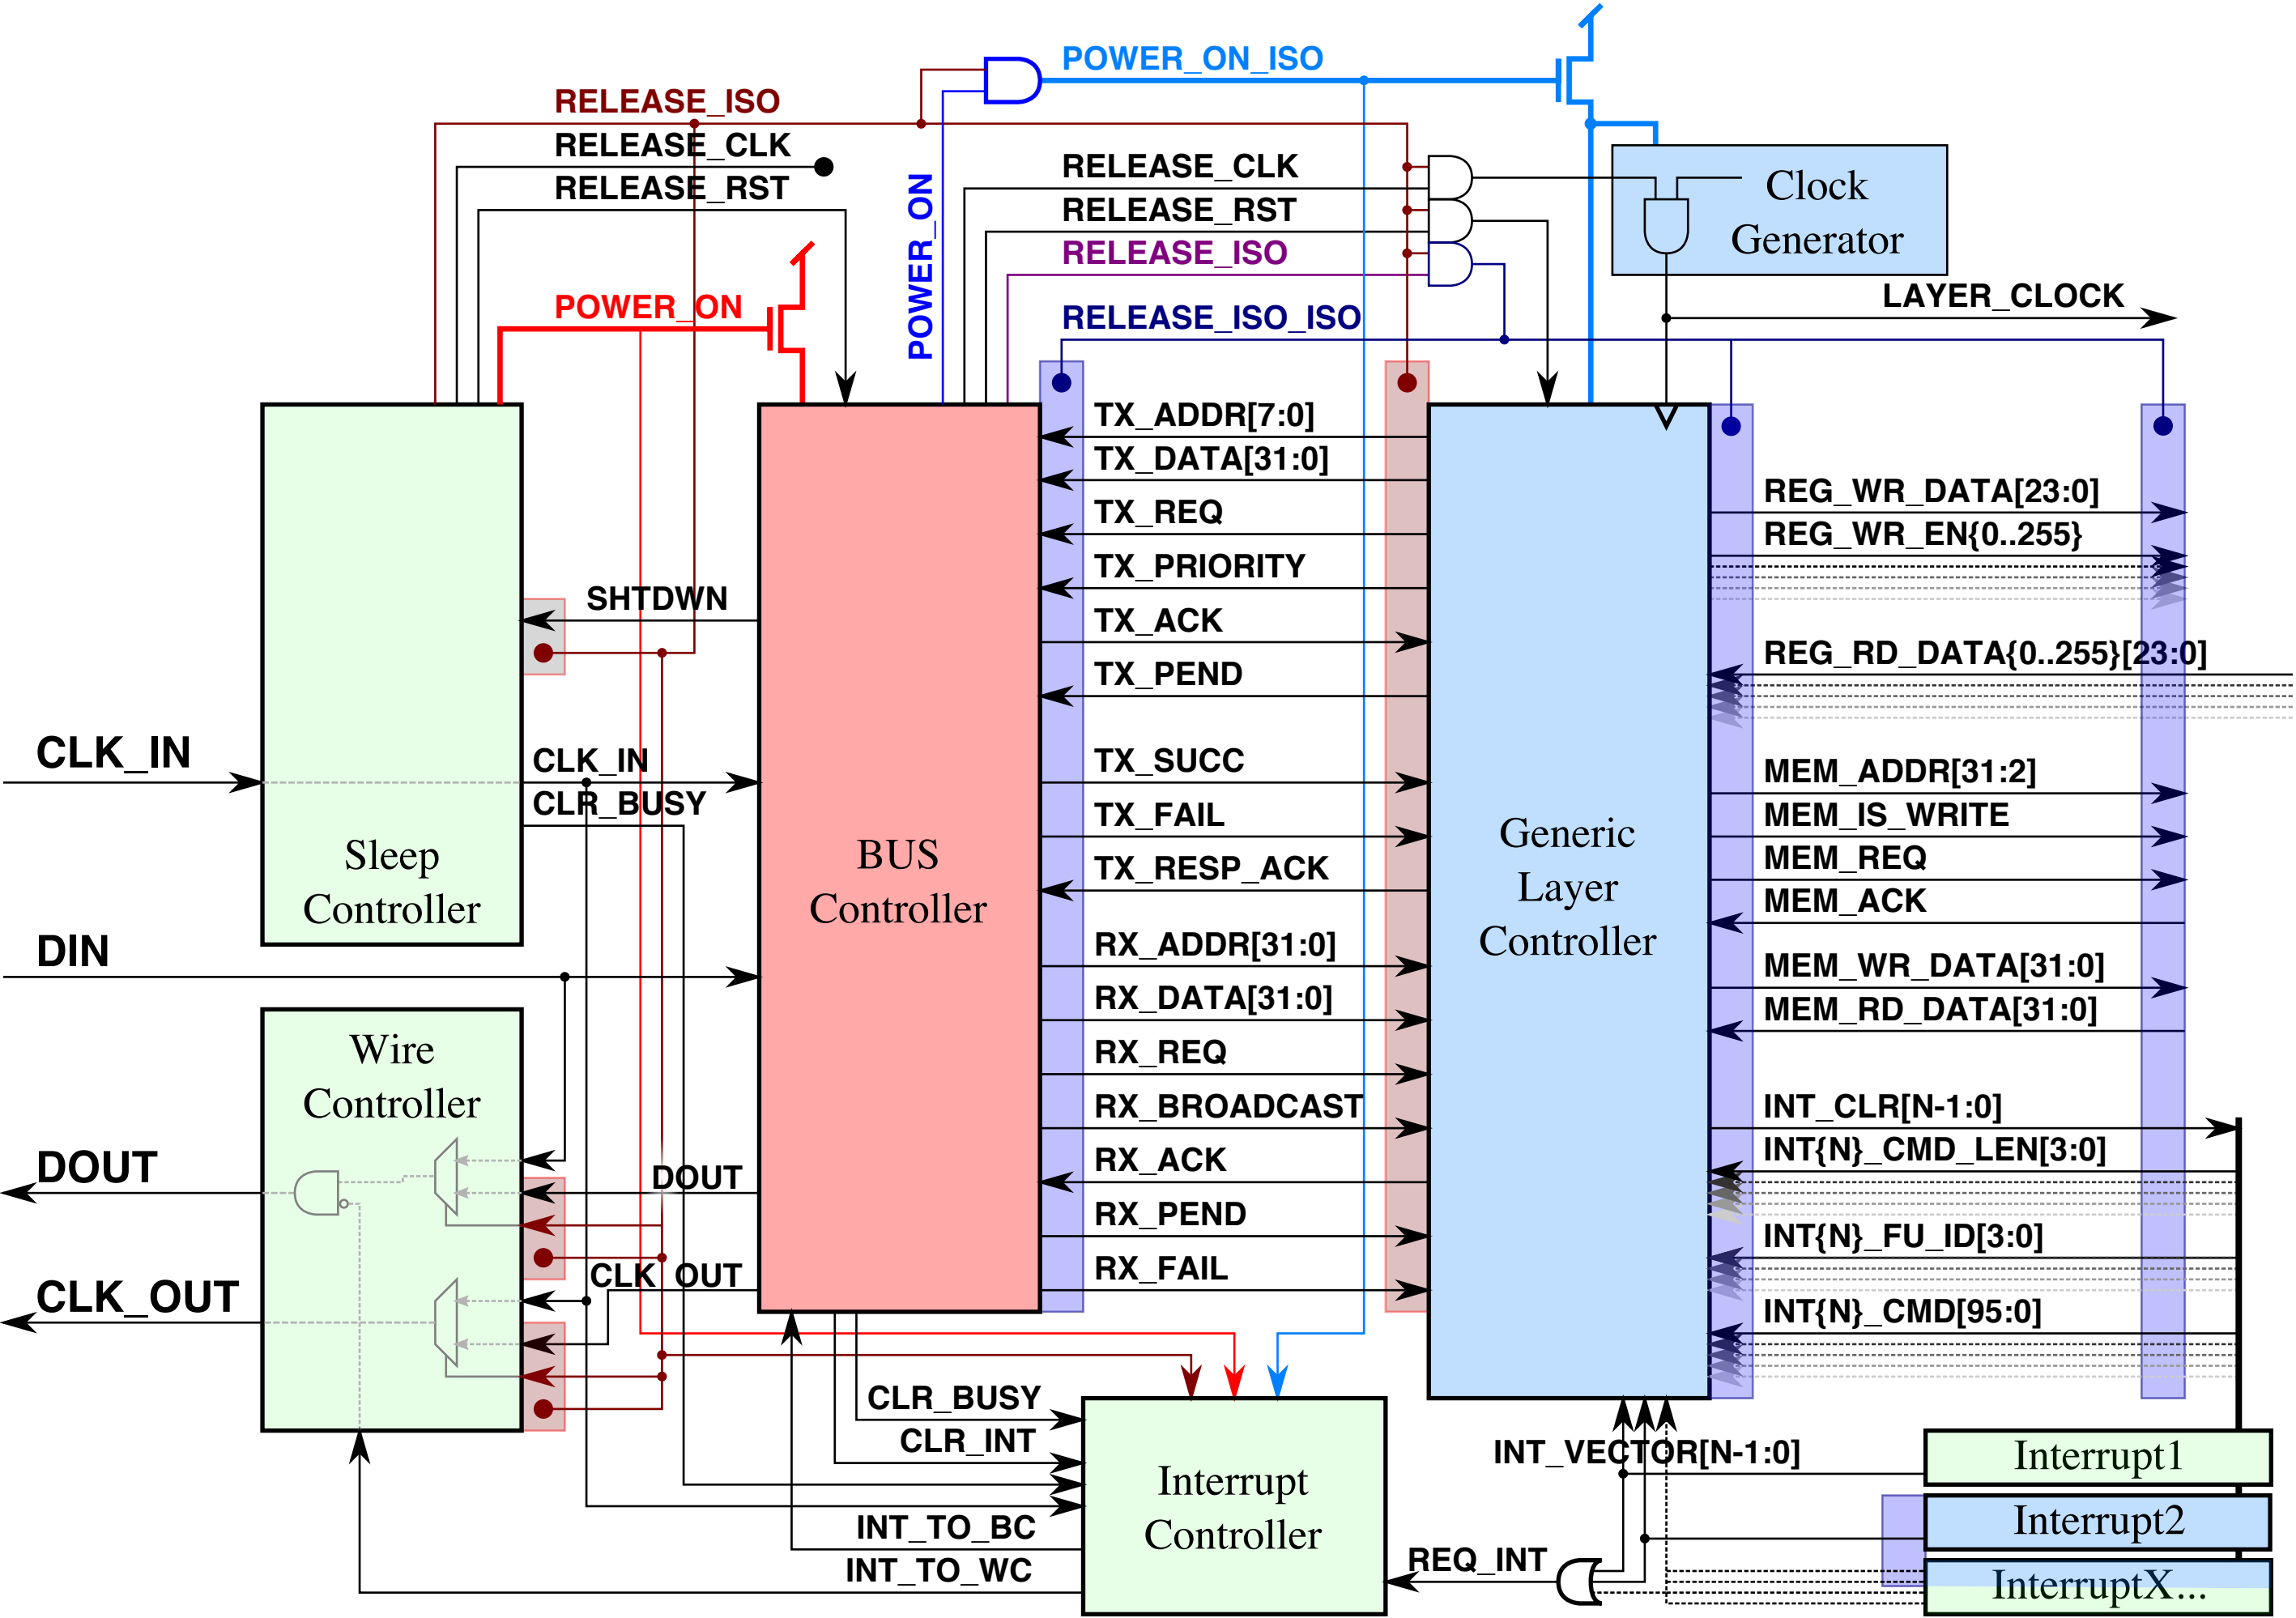 POWER_ON_ISO
RELEASE_ISO
RELEASE_CLK
RELEASE_RST
POWER_ON
POWER_ON
RELEASE_CLK
RELEASE_RST
RELEASE_ISO
RELEASE_ISO_ISO
Clock
Generator
LAYER_CLOCK
TX_ADDR[7:0]
TX_DATA[31:0]
TX_REQ
TX_PRIORITY
TX_ACK
TX_PEND
TX_SUCC
TX_FAIL
TX_RESP_ACK
RX_ADDR[31:0]
RX_DATA[31:0]
RX_REQ
RX_BROADCAST
RX_ACK
RX_PEND
RX_FAIL
REG_WR_DATA[23:0]
REG_WR_EN{0..255}
REG_RD_DATA{0..255}[23:0]
MEM_ADDR[31:2]
MEM_IS_WRITE
MEM_REQ
MEM_ACK
MEM_WR_DATA[31:0]
MEM_RD_DATA[31:0]
INT_CLR[N-1:0]
INT{N}_CMD_LEN[3:0]
INT{N}_FU_ID[3:0]
INT{N}_CMD[95:0]
SHTDWN
CLK_IN
CLK_IN
CLR_BUSY
Sleep
Controller
BUS
Controller
Generic
Layer
Controller
DIN
Wire
Controller
DOUT
DOUT
CLK_OUT
CLK_OUT
CLR_BUSY
CLR_INT
INT_TO_BC
INT_TO_WC
Interrupt
Controller
REQ_INT
INT_VECTOR[N-1:0]
Interrupt1
Interrupt2
InterruptX...